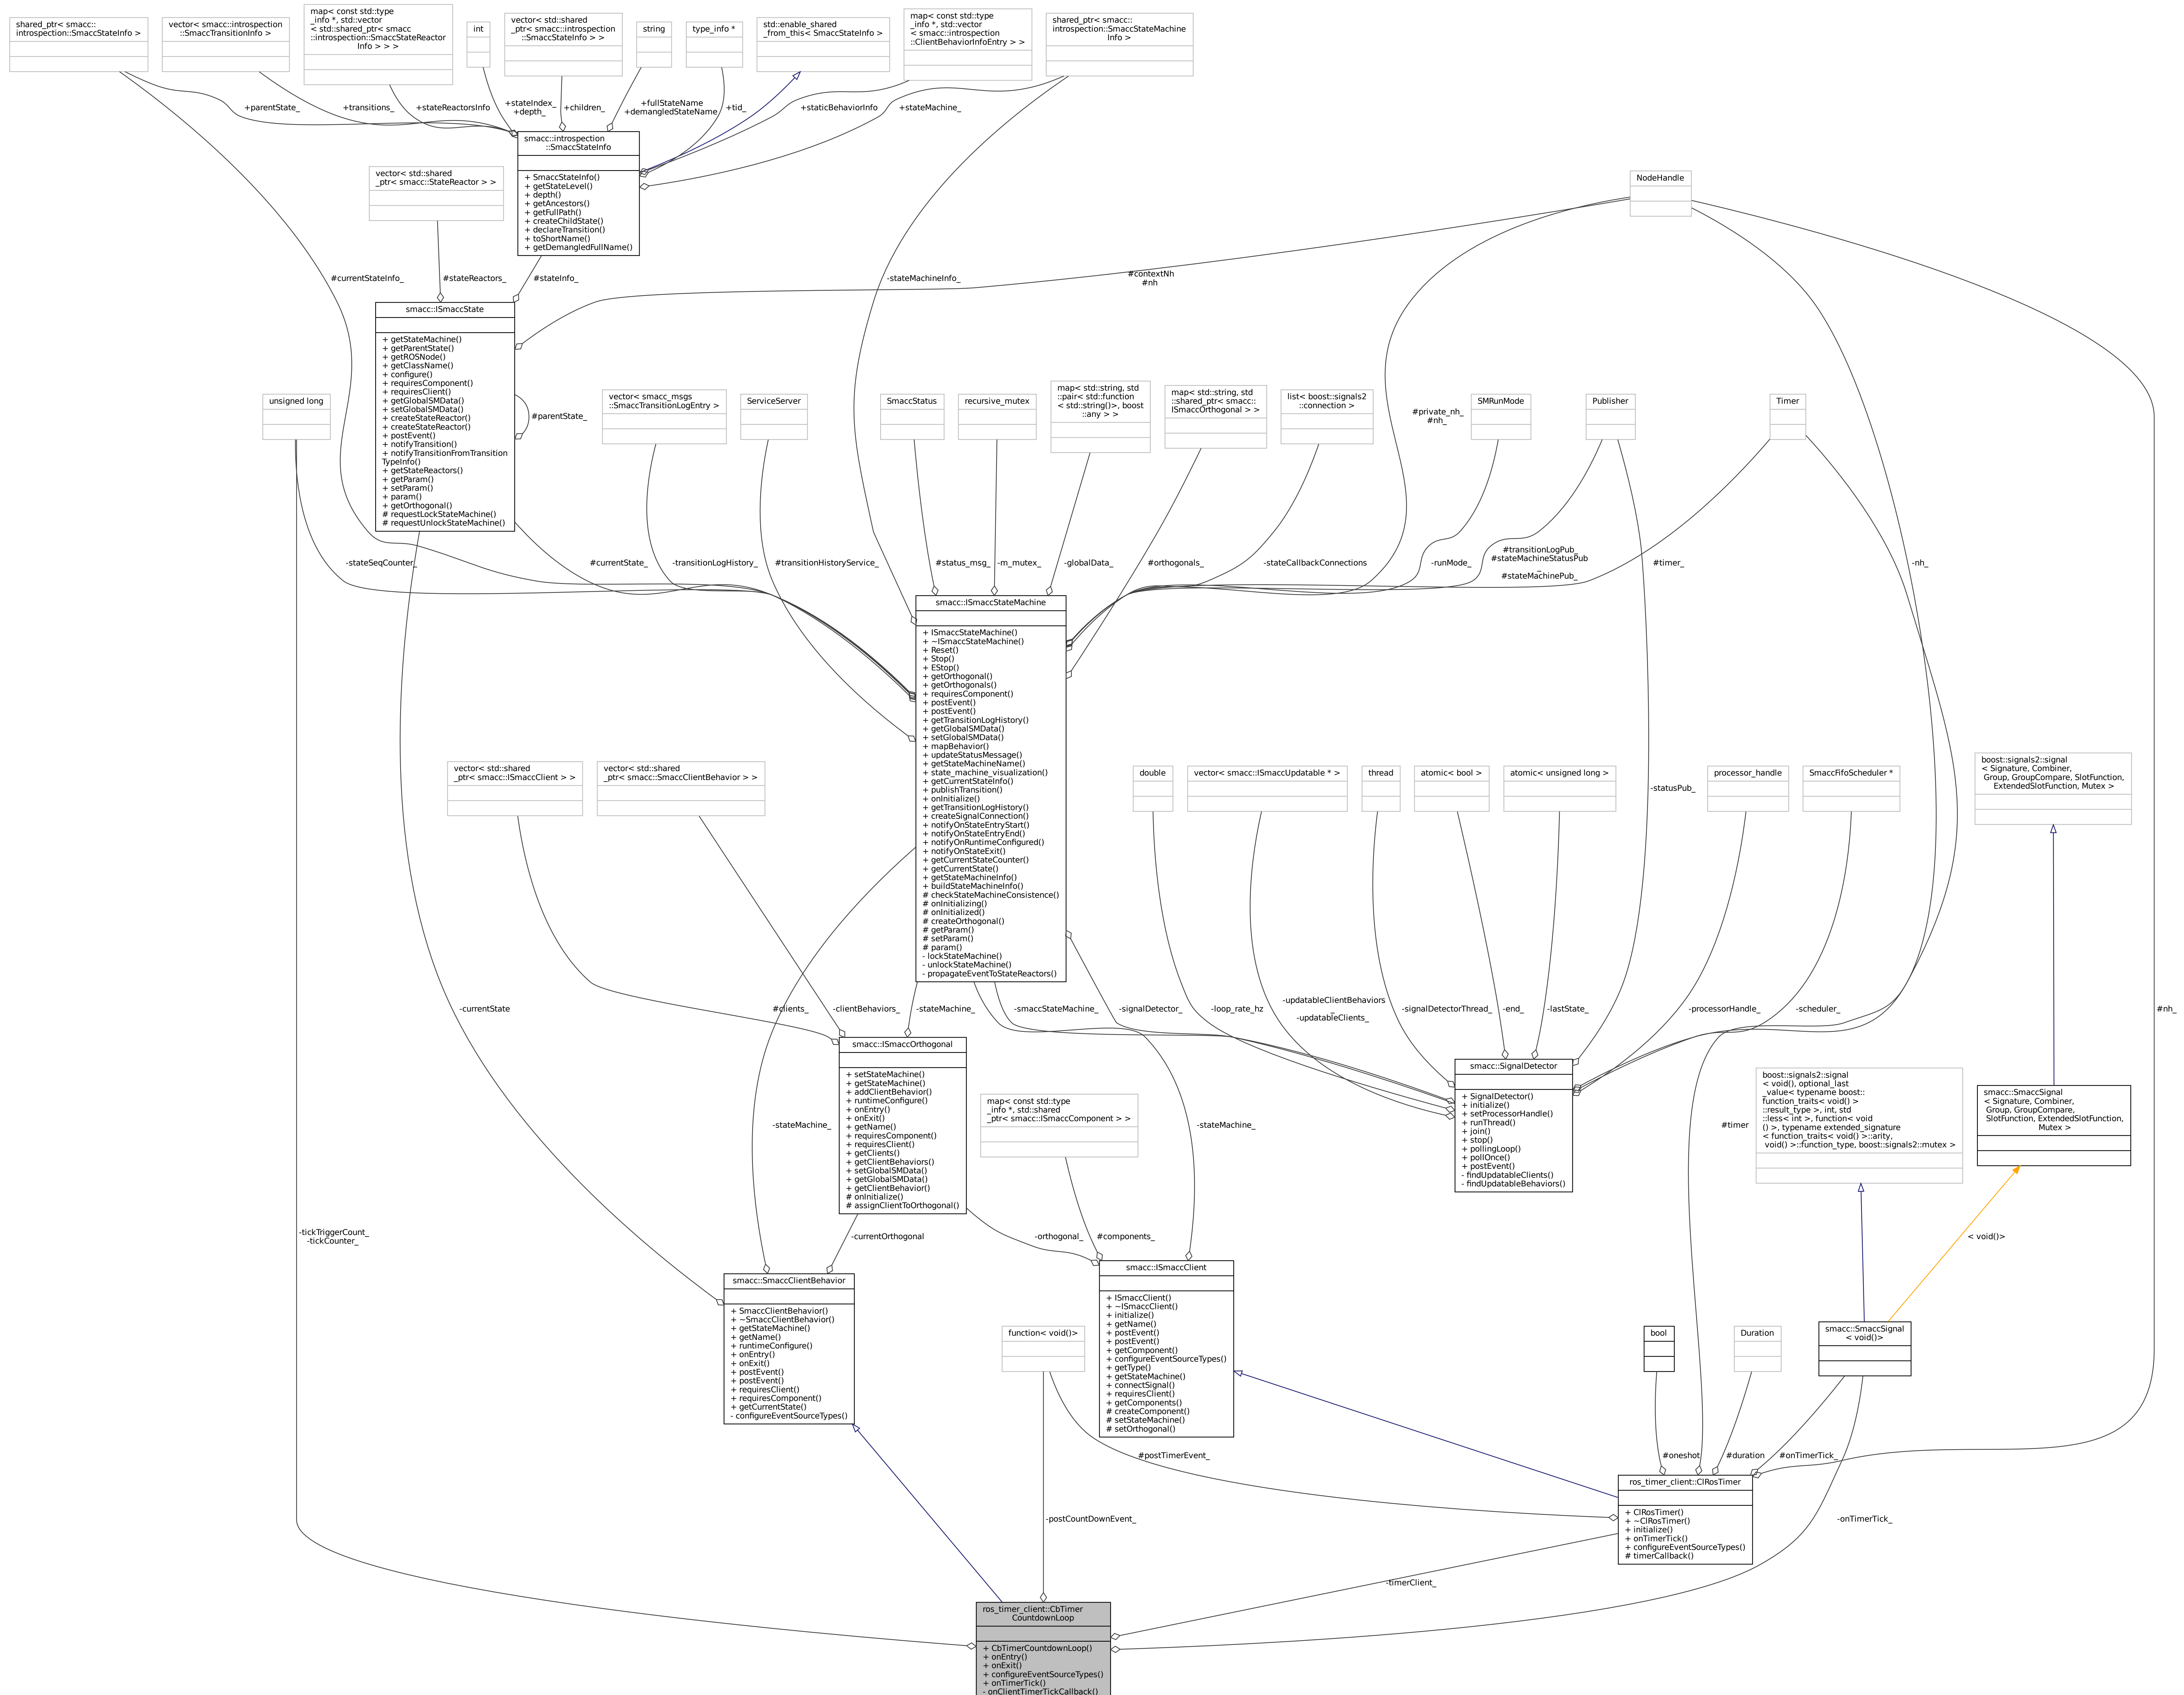 shared_ptr< smacc::
introspection::SmaccStateInfo >
vector< smacc::introspection
::SmaccTransitionInfo >
map< const std::type
_info *, std::vector
< std::shared_ptr< smacc
::introspection::SmaccStateReactor
Info > > >
int
vector< std::shared
_ptr< smacc::introspection
::SmaccStateInfo > >
string
type_info *
std::enable_shared
_from_this< SmaccStateInfo >
map< const std::type
_info *, std::vector
< smacc::introspection
::ClientBehaviorInfoEntry > >
shared_ptr< smacc::
introspection::SmaccStateMachine
Info >
+parentState_
+transitions_
+stateReactorsInfo
+stateIndex_
+depth_
+children_
+fullStateName
+demangledStateName
+tid_
+staticBehaviorInfo
+stateMachine_
smacc::introspection
::SmaccStateInfo
+ SmaccStateInfo()
+ getStateLevel()
+ depth()
+ getAncestors()
+ getFullPath()
+ createChildState()
+ declareTransition()
+ toShortName()
+ getDemangledFullName()
vector< std::shared
_ptr< smacc::StateReactor > >
NodeHandle
#currentStateInfo_
#stateReactors_
#stateInfo_
-stateMachineInfo_
#contextNh
#nh
smacc::ISmaccState
+ getStateMachine()
+ getParentState()
+ getROSNode()
+ getClassName()
+ configure()
+ requiresComponent()
+ requiresClient()
+ getGlobalSMData()
+ setGlobalSMData()
+ createStateReactor()
+ createStateReactor()
+ postEvent()
+ notifyTransition()
+ notifyTransitionFromTransition
TypeInfo()
+ getStateReactors()
+ getParam()
+ setParam()
+ param()
+ getOrthogonal()
# requestLockStateMachine()
# requestUnlockStateMachine()
#parentState_
unsigned long
vector< smacc_msgs
::SmaccTransitionLogEntry >
ServiceServer
SmaccStatus
recursive_mutex
map< std::string, std
::pair< std::function
< std::string()>, boost
::any > >
map< std::string, std
::shared_ptr< smacc::
ISmaccOrthogonal > >
list< boost::signals2
::connection >
#private_nh_
#nh_
SMRunMode
Publisher
Timer
-stateSeqCounter_
#currentState_
-transitionLogHistory_
#transitionHistoryService_
#status_msg_
-m_mutex_
-globalData_
#orthogonals_
-stateCallbackConnections
-runMode_
#transitionLogPub_
#stateMachineStatusPub
_
#stateMachinePub_
#timer_
-nh_
smacc::ISmaccStateMachine
+ ISmaccStateMachine()
+ ~ISmaccStateMachine()
+ Reset()
+ Stop()
+ EStop()
+ getOrthogonal()
+ getOrthogonals()
+ requiresComponent()
+ postEvent()
+ postEvent()
+ getTransitionLogHistory()
+ getGlobalSMData()
+ setGlobalSMData()
+ mapBehavior()
+ updateStatusMessage()
+ getStateMachineName()
+ state_machine_visualization()
+ getCurrentStateInfo()
+ publishTransition()
+ onInitialize()
+ getTransitionLogHistory()
+ createSignalConnection()
+ notifyOnStateEntryStart()
+ notifyOnStateEntryEnd()
+ notifyOnRuntimeConfigured()
+ notifyOnStateExit()
+ getCurrentStateCounter()
+ getCurrentState()
+ getStateMachineInfo()
+ buildStateMachineInfo()
# checkStateMachineConsistence()
# onInitializing()
# onInitialized()
# createOrthogonal()
# getParam()
# setParam()
# param()
- lockStateMachine()
- unlockStateMachine()
- propagateEventToStateReactors()
vector< std::shared
_ptr< smacc::ISmaccClient > >
vector< std::shared
_ptr< smacc::SmaccClientBehavior > >
double
vector< smacc::ISmaccUpdatable * >
thread
atomic< bool >
atomic< unsigned long >
-statusPub_
processor_handle
SmaccFifoScheduler *
boost::signals2::signal
< Signature, Combiner,
Group, GroupCompare, SlotFunction,
ExtendedSlotFunction, Mutex >
-currentState
#clients_
-clientBehaviors_
-stateMachine_
-smaccStateMachine_
-signalDetector_
-loop_rate_hz
-updatableClientBehaviors
_
-updatableClients_
-signalDetectorThread_
-end_
-lastState_
-processorHandle_
-scheduler_
#nh_
smacc::ISmaccOrthogonal
+ setStateMachine()
+ getStateMachine()
+ addClientBehavior()
+ runtimeConfigure()
+ onEntry()
+ onExit()
+ getName()
+ requiresComponent()
+ requiresClient()
+ getClients()
+ getClientBehaviors()
+ setGlobalSMData()
+ getGlobalSMData()
+ getClientBehavior()
# onInitialize()
# assignClientToOrthogonal()
smacc::SignalDetector
+ SignalDetector()
+ initialize()
+ setProcessorHandle()
+ runThread()
+ join()
+ stop()
+ pollingLoop()
+ pollOnce()
+ postEvent()
- findUpdatableClients()
- findUpdatableBehaviors()
boost::signals2::signal
< void(), optional_last
_value< typename boost::
function_traits< void() >
::result_type >, int, std
::less< int >, function< void
() >, typename extended_signature
< function_traits< void() >::arity,
void() >::function_type, boost::signals2::mutex >
smacc::SmaccSignal
< Signature, Combiner,
Group, GroupCompare,
SlotFunction, ExtendedSlotFunction,
Mutex >
map< const std::type
_info *, std::shared
_ptr< smacc::ISmaccComponent > >
-stateMachine_
-stateMachine_
#timer
-tickTriggerCount_
-tickCounter_
-currentOrthogonal
-orthogonal_
#components_
< void()>
smacc::SmaccClientBehavior
+ SmaccClientBehavior()
+ ~SmaccClientBehavior()
+ getStateMachine()
+ getName()
+ runtimeConfigure()
+ onEntry()
+ onExit()
+ postEvent()
+ postEvent()
+ requiresClient()
+ requiresComponent()
+ getCurrentState()
- configureEventSourceTypes()
function< void()>
smacc::ISmaccClient
+ ISmaccClient()
+ ~ISmaccClient()
+ initialize()
+ getName()
+ postEvent()
+ postEvent()
+ getComponent()
+ configureEventSourceTypes()
+ getType()
+ getStateMachine()
+ connectSignal()
+ requiresClient()
+ getComponents()
# createComponent()
# setStateMachine()
# setOrthogonal()
bool
Duration
smacc::SmaccSignal
< void()>
#postTimerEvent_
#oneshot
#duration
#onTimerTick_
ros_timer_client::ClRosTimer
+ ClRosTimer()
+ ~ClRosTimer()
+ initialize()
+ onTimerTick()
+ configureEventSourceTypes()
# timerCallback()
-postCountDownEvent_
-onTimerTick_
-timerClient_
ros_timer_client::CbTimer
CountdownLoop
+ CbTimerCountdownLoop()
+ onEntry()
+ onExit()
+ configureEventSourceTypes()
+ onTimerTick()
- onClientTimerTickCallback()